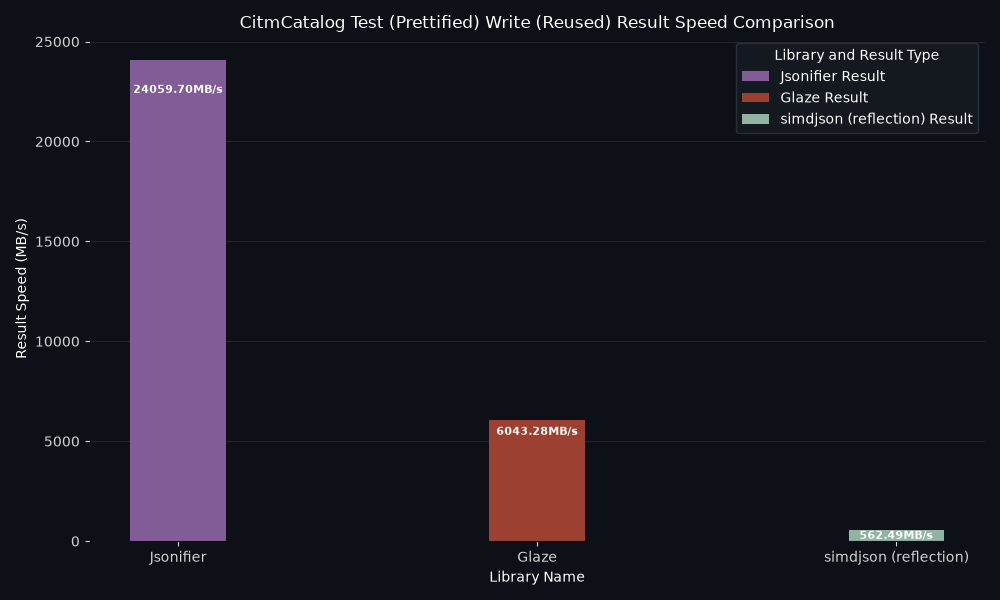 CitmCatalog Test (Prettified) Write (Reused) Result Speed Comparison
Library and Result Type
Jsonifier Result
Glaze Result
simdjson (reflection) Result
Result Speed (MB/s)
25000
20000
15000
10000
5000
0
24059.70MB/s
6043.28MB/s
562.49MB/s
Jsonifier
Glaze
simdjson (reflection)
Library Name